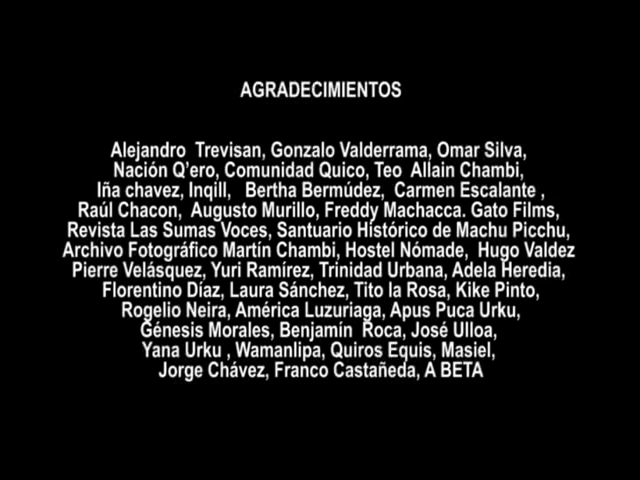 AGRADECIMIENTOS
Alejandro Trevisan, Gonzalo Valderrama, Omar Silva,
Nación Q'ero, Comunidad Quico, Teo Allain Chambi,
Iña chavez, Inqill, Bertha Bermúdez, Carmen Escalante ,
Raúl Chacon, Augusto Murillo, Freddy Machacca. Gato Films,
Revista Las Sumas Voces, Santuario Histórico de Machu Picchu,
Archivo Fotográfico Martín Chambi, Hostel Nómade, Hugo Valdez
Pierre Velásquez, Yuri Ramírez, Trinidad Urbana, Adela Heredia,
Florentino Díaz, Laura Sánchez, Tito la Rosa, Kike Pinto,
Rogelio Neira, América Luzuriaga, Apus Puca Urku,
Génesis Morales, Benjamín Roca, José Ulloa,
Yana Urku , Wamanlipa, Quiros Equis, Masiel,
Jorge Chávez, Franco Castañeda, A BETA